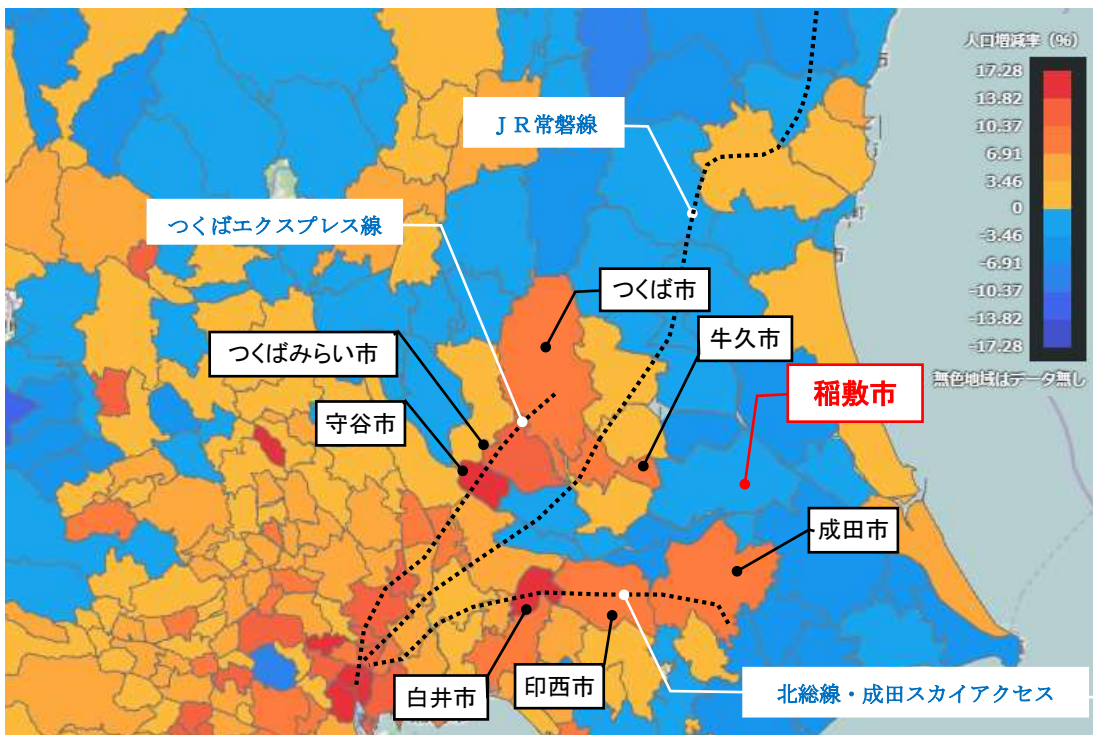 人口増減率（%）
17.28
13.82
10.37
6.91
3.46
0
-3.46
-6.91
-10.37
-13.82
-17.28
無色地域はデータ無し
ＪＲ常磐線
つくばエクスプレス線
つくば市
つくばみらい市
牛久市
稲敷市
守谷市
成田市
白井市
印西市
北総線・成田スカイアクセス